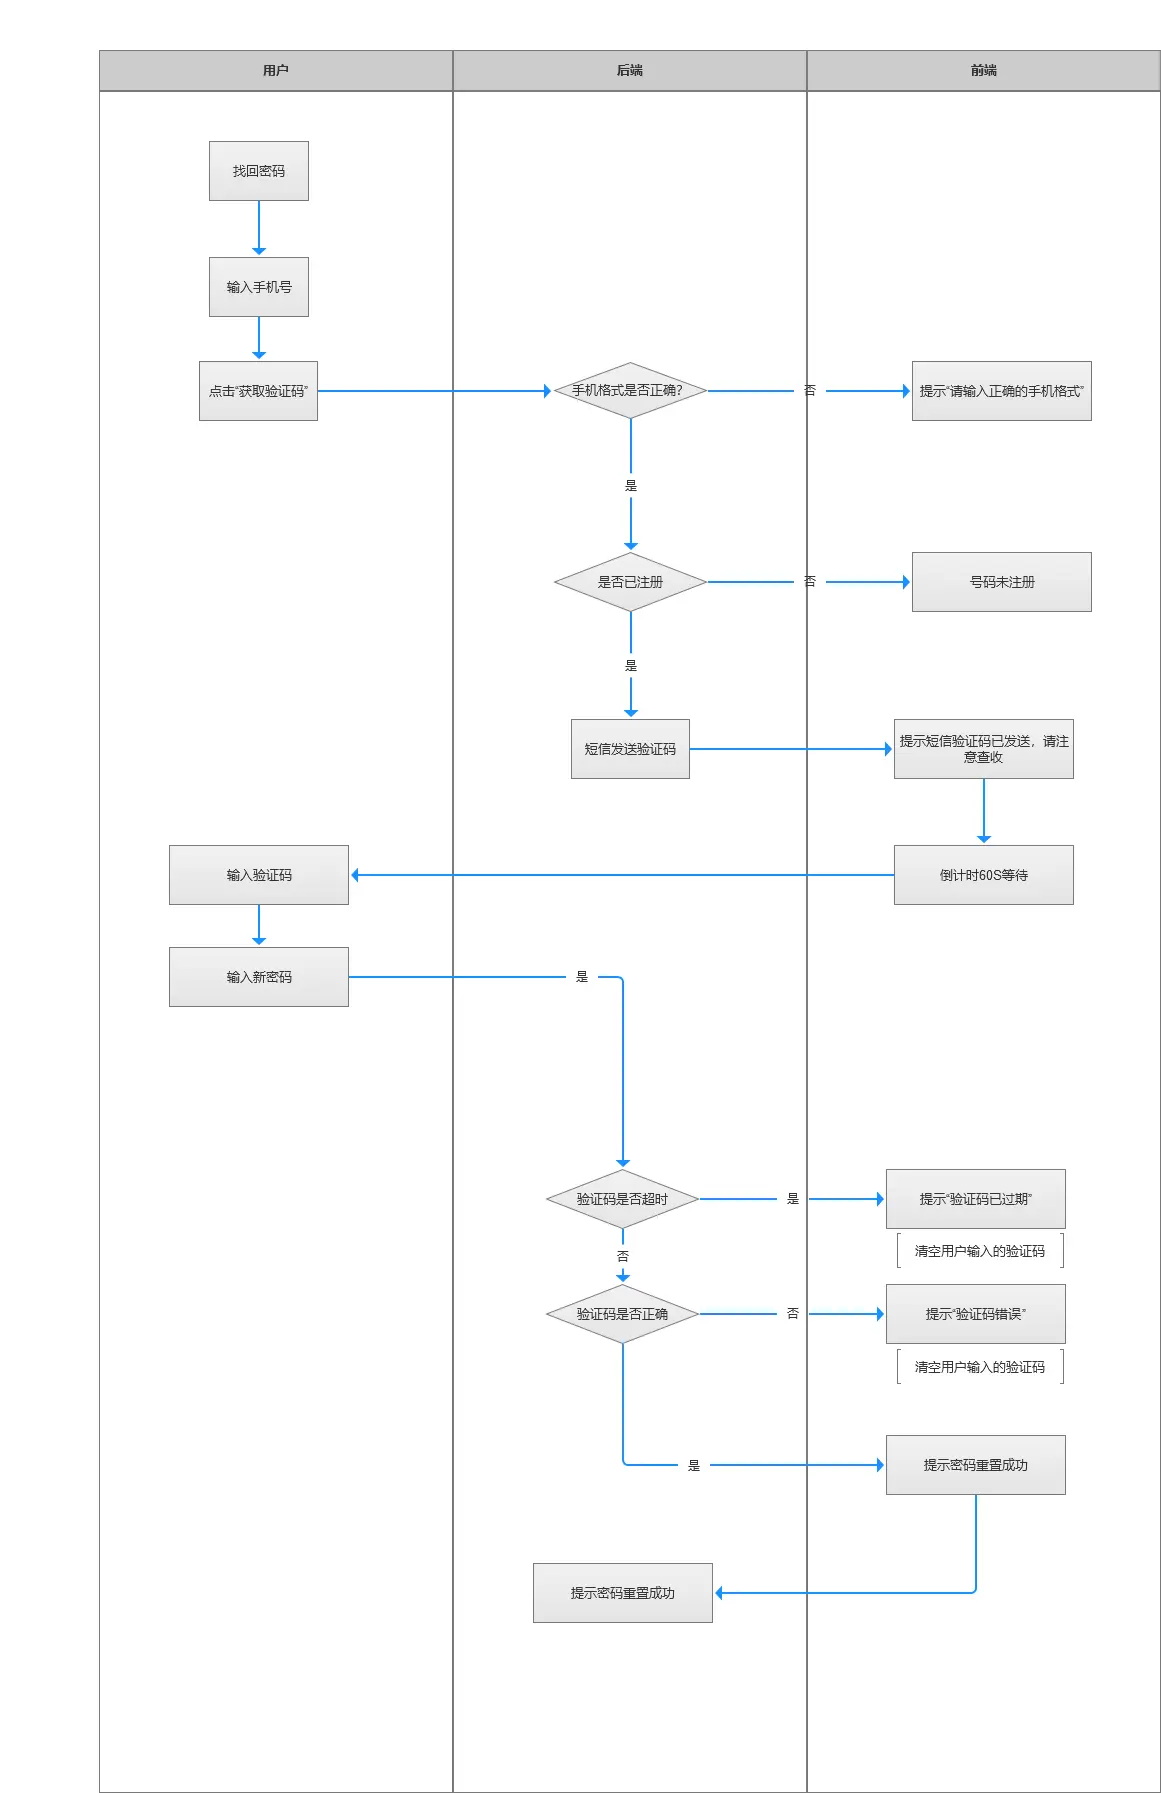 用户
后端
前端
找回密码
输入手机号
点击“获取验证码”
手机格式是否正确?
否
提示“请输入正确的手机格式”
是
是否已注册
否
号码未注册
是
短信发送验证码
提示短信验证码已发送，请注
意查收
输入验证码
倒计时60S等待
输入新密码
是
验证码是否超时
是
提示“验证码已过期”
清空用户输入的验证码
否
验证码是否正确
否
提示“验证码错误”
清空用户输入的验证码
是
提示密码重置成功
提示密码重置成功